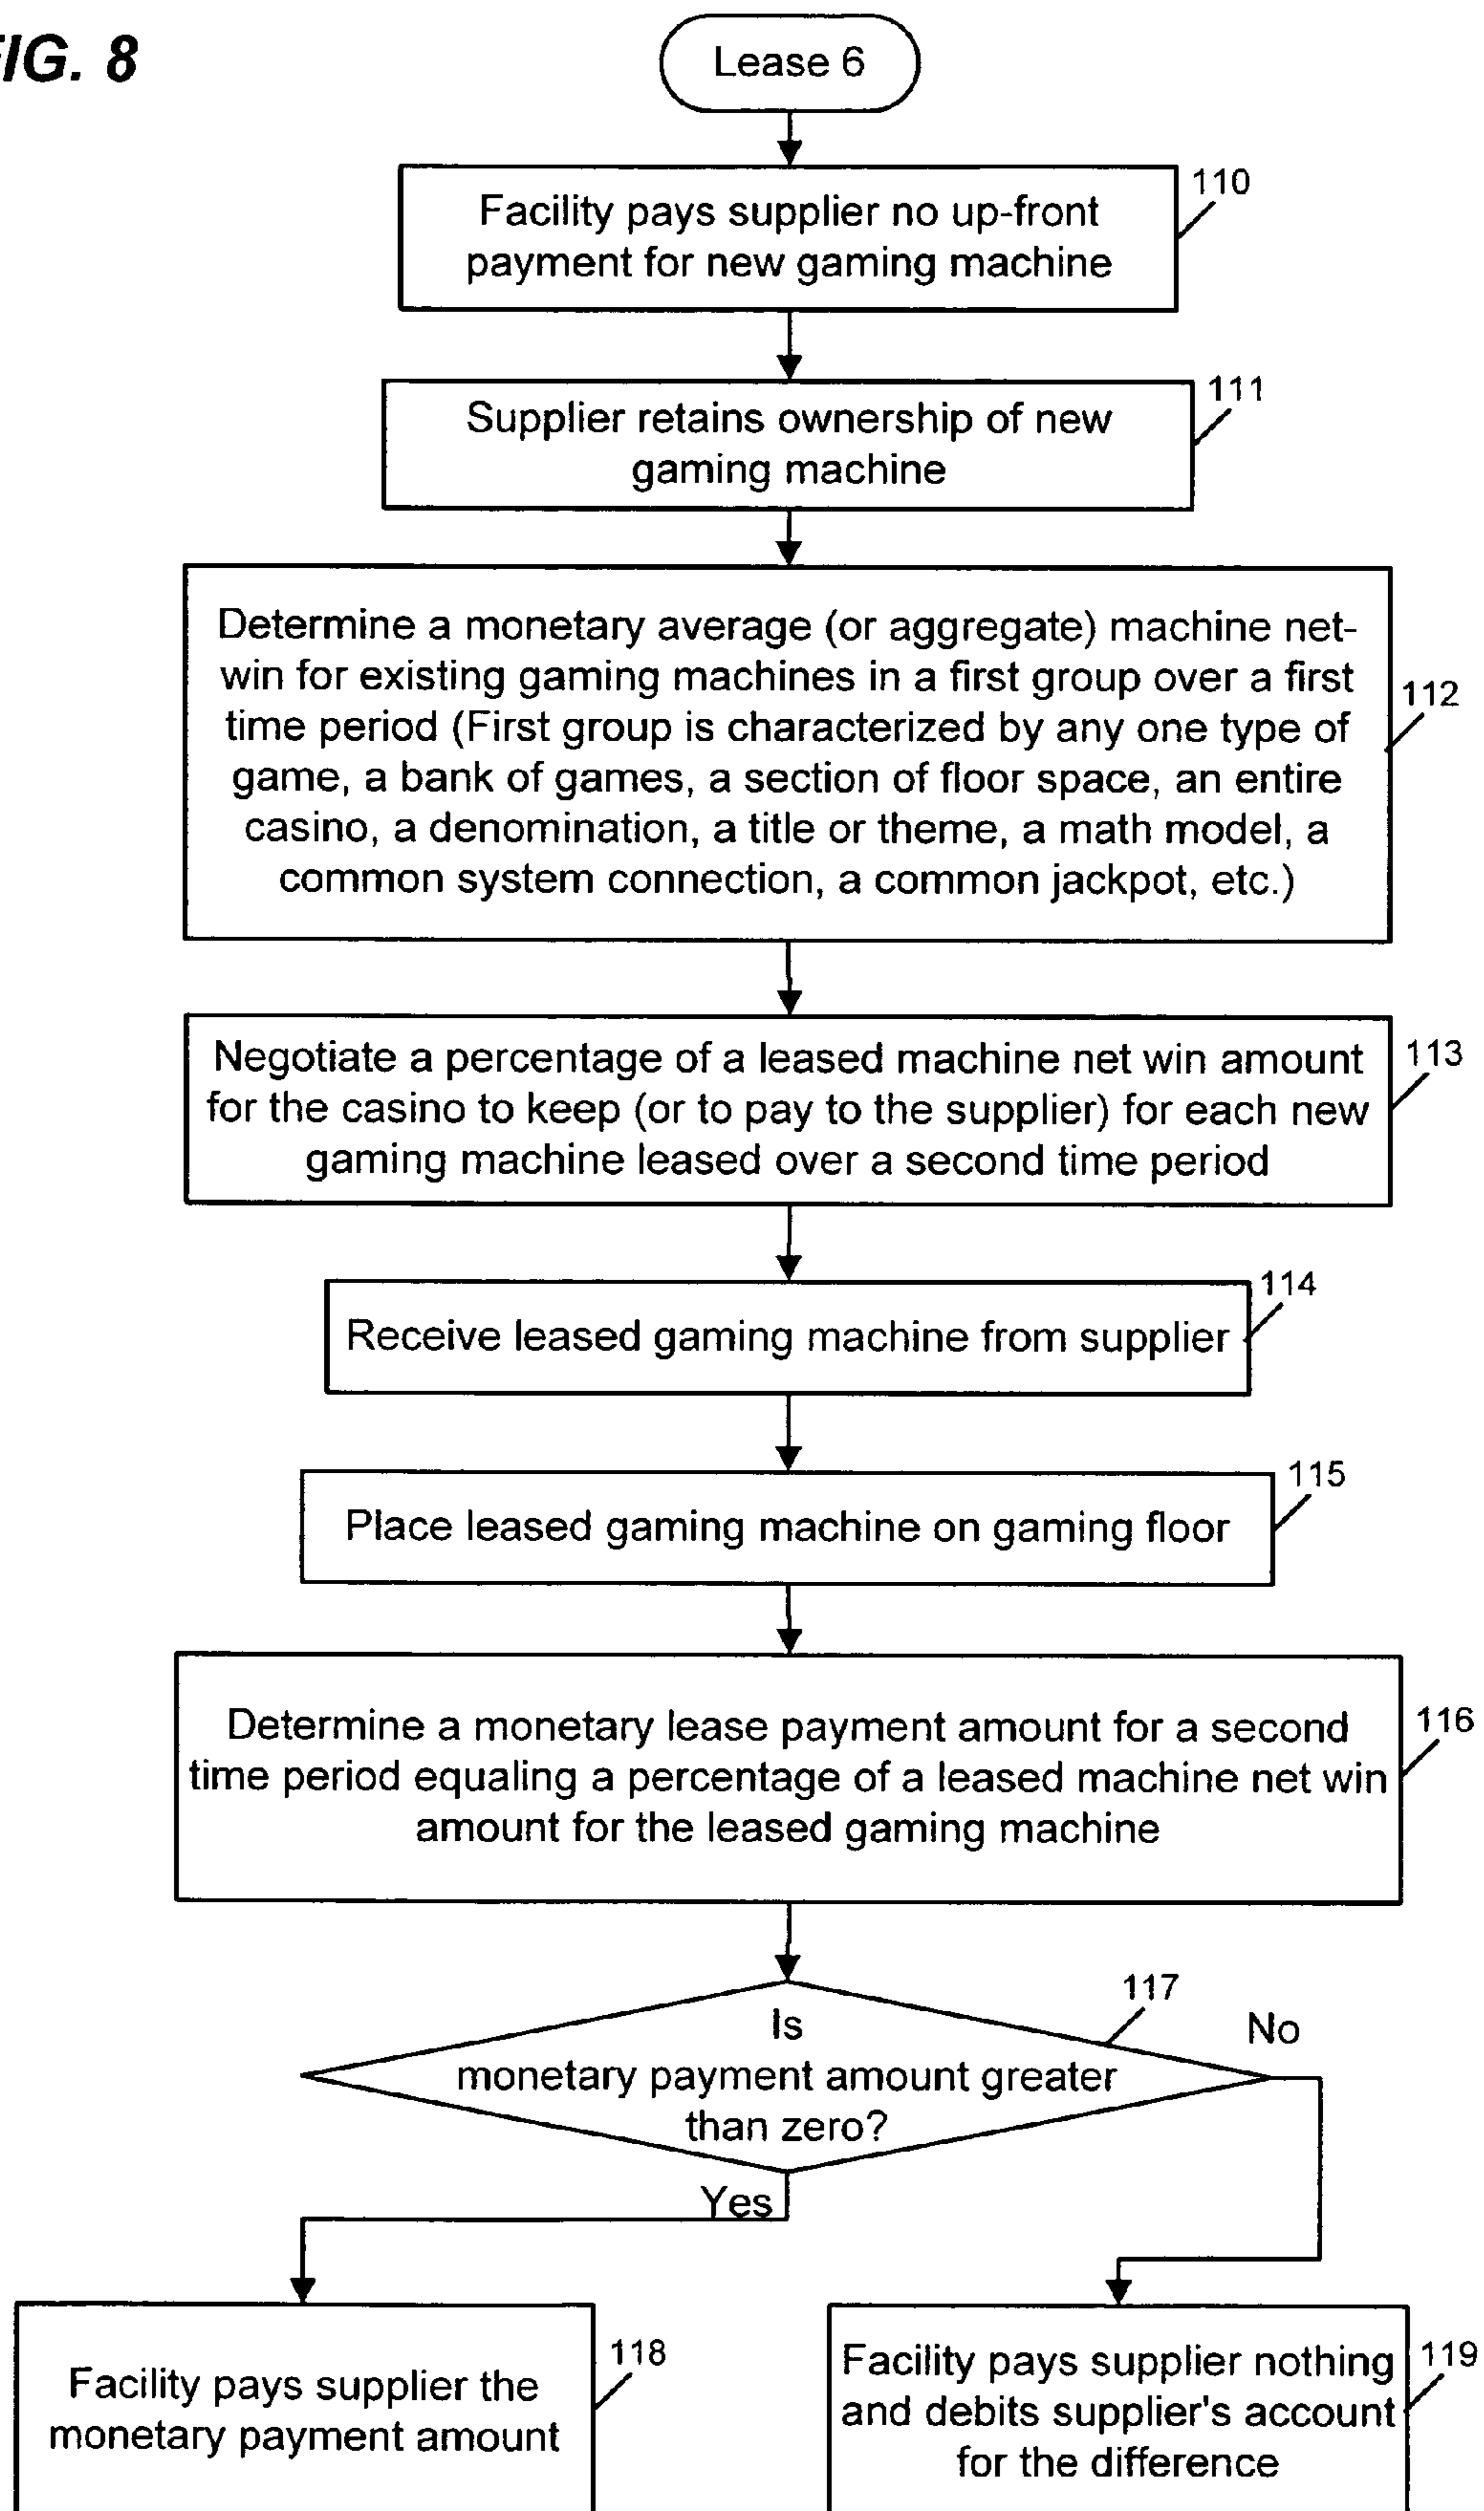 FIG. 8
Lease 6
110
Facility pays supplier no up-front
payment for new gaming machine
111
Supplier retains ownership of new
gaming machine
Determine a monetary average (or aggregate) machine net-
win for existing gaming machines in a first group over a first
time period (First group is characterized by any one type of
game, a bank of games, a section of floor space, an entire
casino, a denomination, a title or theme, a math model, a
common system connection, a common jackpot, etc.)
112
Negotiate a percentage of a leased machine net win amount
for the casino to keep (or to pay to the supplier) for each new
gaming machine leased over a second time period
113
114
Receive leased gaming machine from supplier
115
Place leased gaming machine on gaming floor
Determine a monetary lease payment amount for a second
time period equaling a percentage of a leased machine net win
amount for the leased gaming machine
116
117
Is
monetary payment amount greater
than zero?
No
Yes
Facility pays supplier the
monetary payment amount
118
Facility pays supplier nothing
and debits supplier's account
for the difference
119